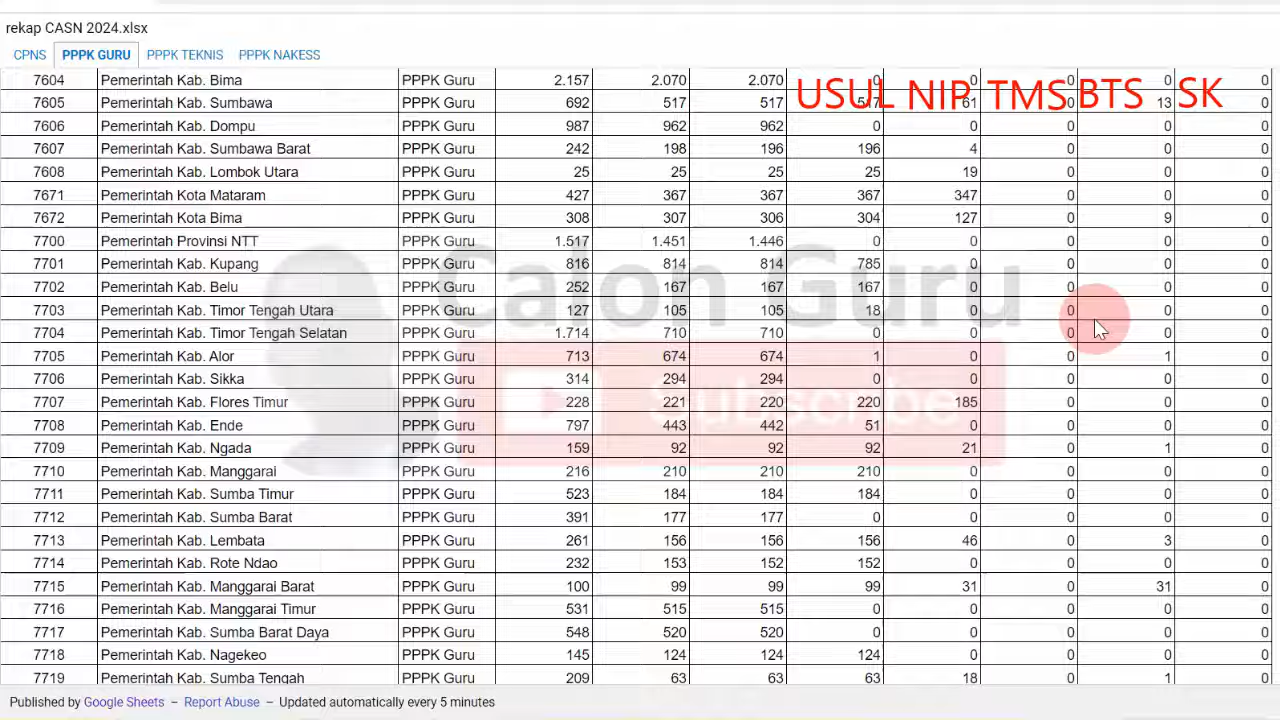 rekap CASN 2024.xlsx
CPNS PPPK GURU PPPK TEKNIS PPPK NAKESS
USUL NIP TMS BTS SK
7604 Pemerintah Kab. Bima PPPK Guru 2.157 2.070 2.070 0 0 0 0 0
7605 Pemerintah Kab. Sumbawa PPPK Guru 692 517 517 517 61 0 13 0
7606 Pemerintah Kab. Dompu PPPK Guru 987 962 962 0 0 0 0 0
7607 Pemerintah Kab. Sumbawa Barat PPPK Guru 242 198 196 196 4 0 0 0
7608 Pemerintah Kab. Lombok Utara PPPK Guru 25 25 25 25 19 0 0 0
7671 Pemerintah Kota Mataram PPPK Guru 427 367 367 367 347 0 0 0
7672 Pemerintah Kota Bima PPPK Guru 308 307 306 304 127 0 9 0
7700 Pemerintah Provinsi NTT PPPK Guru 1.517 1.451 1.446 0 0 0 0 0
7701 Pemerintah Kab. Kupang PPPK Guru 816 814 814 785 0 0 0 0
7702 Pemerintah Kab. Belu PPPK Guru 252 167 167 167 0 0 0 0
7703 Pemerintah Kab. Timor Tengah Utara PPPK Guru 127 105 105 18 0 0 0 0
7704 Pemerintah Kab. Timor Tengah Selatan PPPK Guru 1.714 710 710 0 0 0 0 0
7705 Pemerintah Kab. Alor PPPK Guru 713 674 674 1 0 0 1 0
7706 Pemerintah Kab. Sikka PPPK Guru 314 294 294 0 0 0 0 0
7707 Pemerintah Kab. Flores Timur PPPK Guru 228 221 220 220 185 0 0 0
7708 Pemerintah Kab. Ende PPPK Guru 797 443 442 51 0 0 0 0
7709 Pemerintah Kab. Ngada PPPK Guru 159 92 92 92 21 0 1 0
7710 Pemerintah Kab. Manggarai PPPK Guru 216 210 210 210 0 0 0 0
7711 Pemerintah Kab. Sumba Timur PPPK Guru 523 184 184 184 0 0 0 0
7712 Pemerintah Kab. Sumba Barat PPPK Guru 391 177 177 0 0 0 0 0
7713 Pemerintah Kab. Lembata PPPK Guru 261 156 156 156 46 0 3 0
7714 Pemerintah Kab. Rote Ndao PPPK Guru 232 153 152 152 0 0 0 0
7715 Pemerintah Kab. Manggarai Barat PPPK Guru 100 99 99 99 31 0 31 0
7716 Pemerintah Kab. Manggarai Timur PPPK Guru 531 515 515 0 0 0 0 0
7717 Pemerintah Kab. Sumba Barat Daya PPPK Guru 548 520 520 0 0 0 0 0
7718 Pemerintah Kab. Nagekeo PPPK Guru 145 124 124 124 0 0 0 0
7719 Pemerintah Kab. Sumba Tengah PPPK Guru 209 63 63 63 18 0 1 0
Calon Guru
Subscribe
Published by Google Sheets – Report Abuse – Updated automatically every 5 minutes